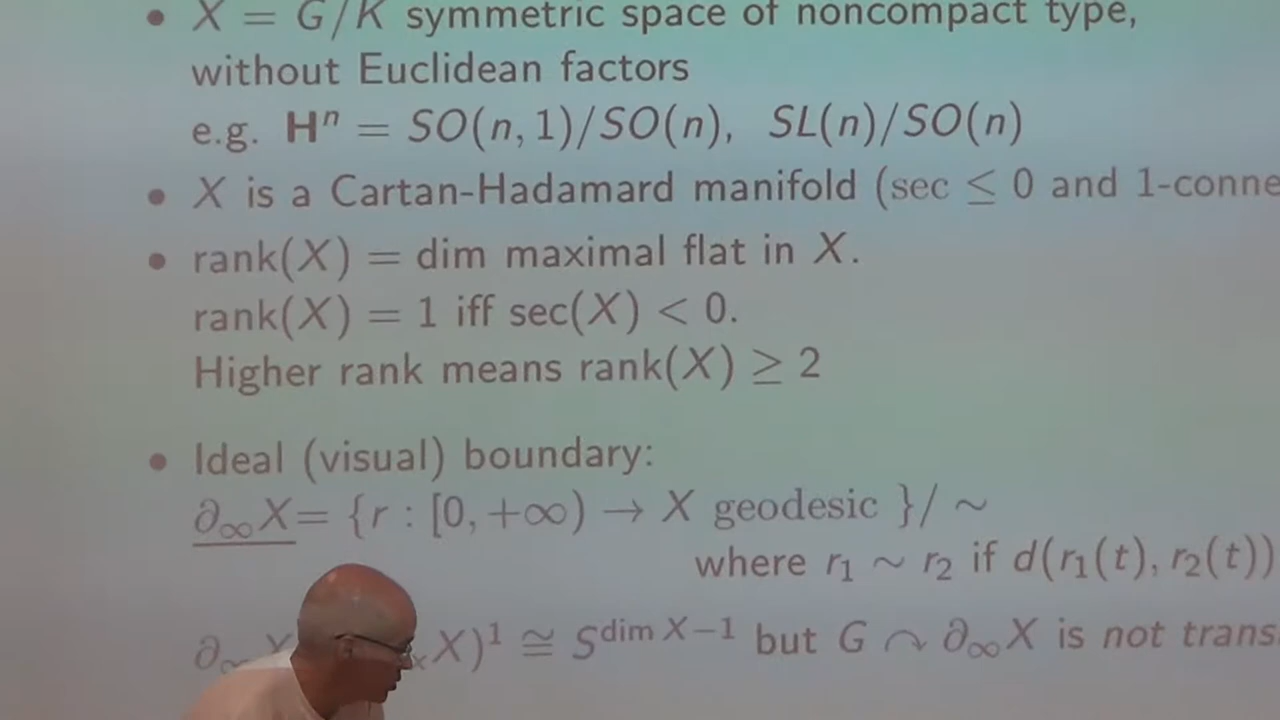 • X = G/K symmetric space of noncompact type,
without Euclidean factors
e.g. Hⁿ = SO(n, 1)/SO(n), SL(n)/SO(n)
• X is a Cartan-Hadamard manifold (sec ≤ 0 and 1-conne
• rank(X) = dim maximal flat in X.
rank(X) = 1 iff sec(X) < 0.
Higher rank means rank(X) ≥ 2
• Ideal (visual) boundary:
∂∞X = {r : [0, +∞) → X geodesic }/ ∼
where r₁ ∼ r₂ if d(r₁(t), r₂(t))
X)¹ ≅ S^{dim X−1} but G ↷ ∂∞X is not trans